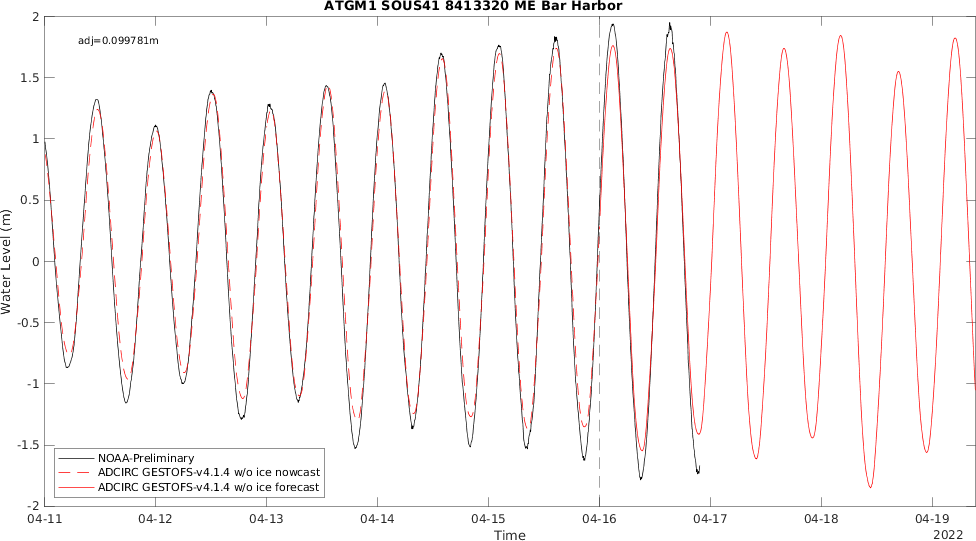 ATGM1 SOUS41 8413320 ME Bar Harbor
adj=0.099781m
2
1.5
1
0.5
0
-0.5
-1
-1.5
-2
Water Level (m)
NOAA-Preliminary
ADCIRC GESTOFS-v4.1.4 w/o ice nowcast
ADCIRC GESTOFS-v4.1.4 w/o ice forecast
04-11 04-12 04-13 04-14 04-15 04-16 04-17 04-18 04-19
Time
2022